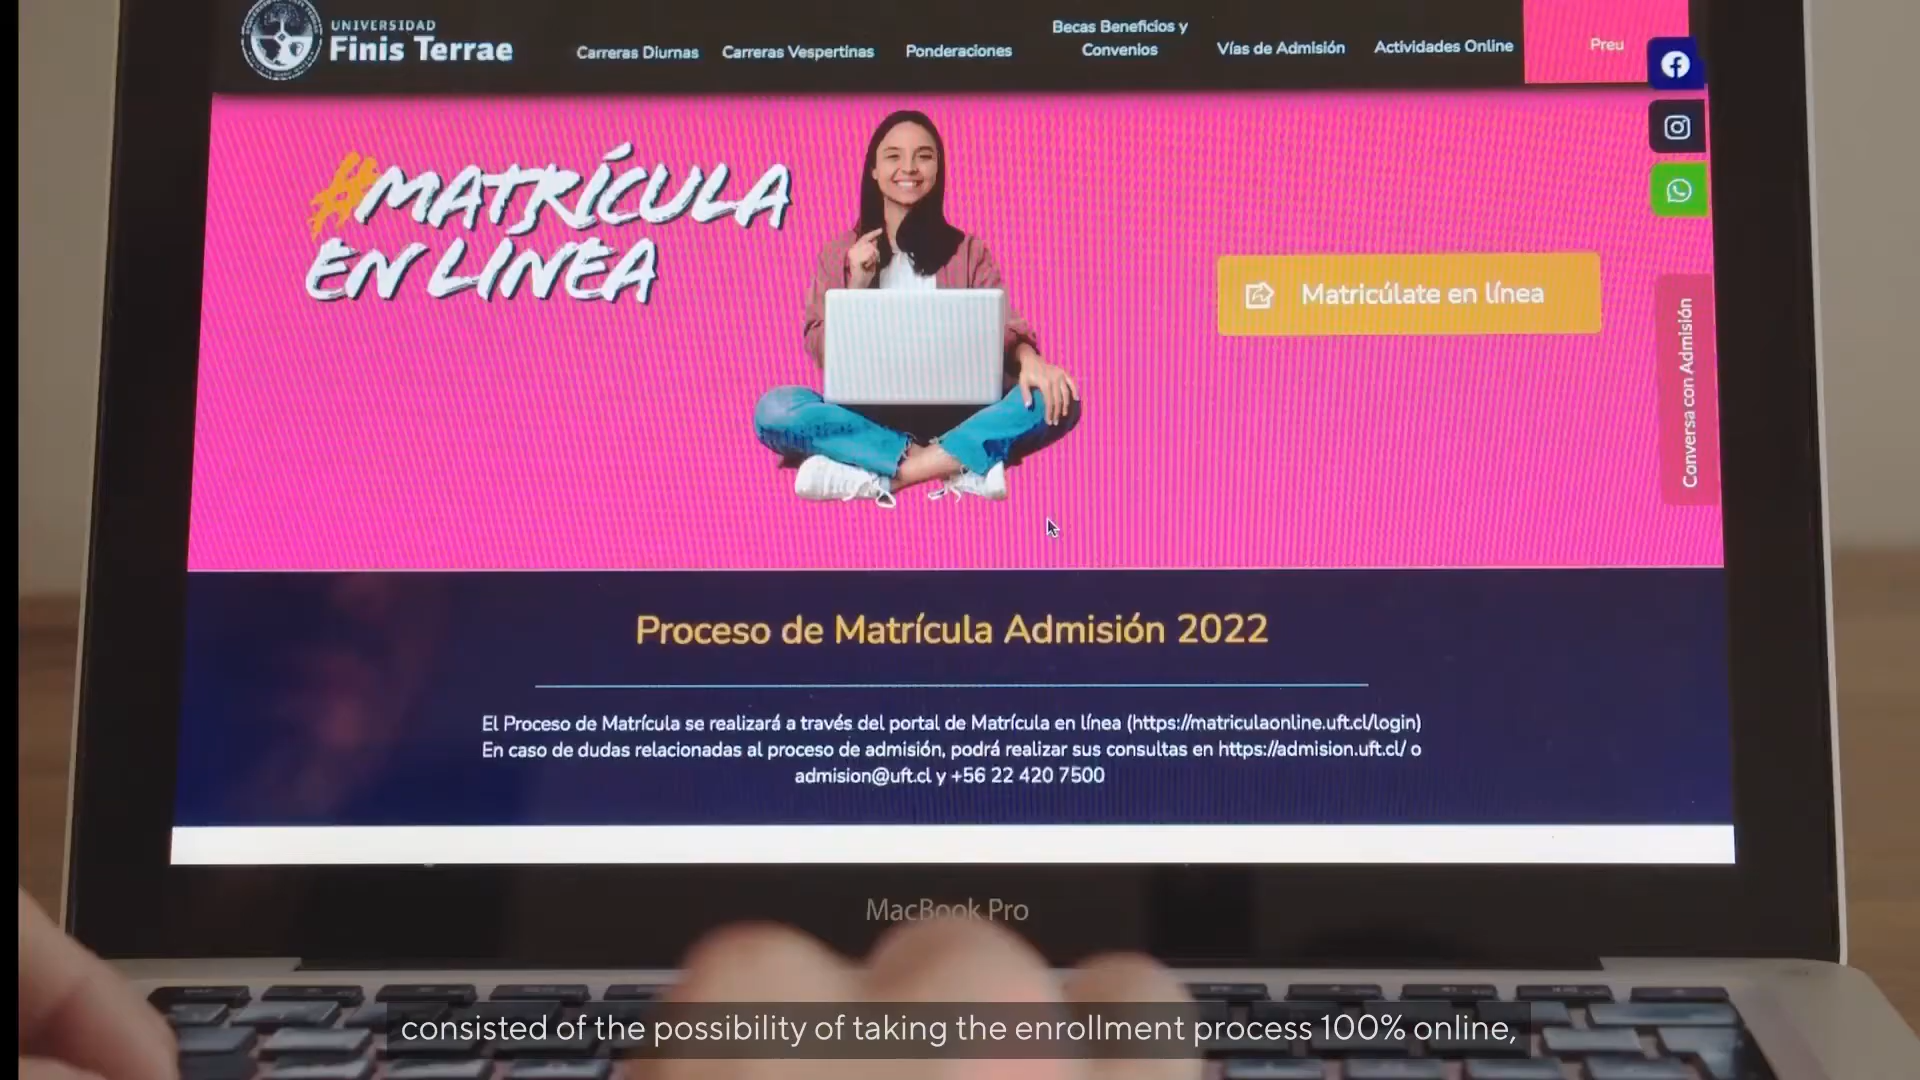 UNIVERSIDAD
Finis Terrae
Carreras Diurnas
Carreras Vespertinas
Ponderaciones
Becas Beneficios y
Convenios
Vías de Admisión
Actividades Online
Preu
#MATRÍCULA
EN LÍNEA
Matricúlate en línea
Conversa con Admisión
Proceso de Matrícula Admisión 2022
El Proceso de Matrícula se realizará a través del portal de Matrícula en línea (https://matriculaonline.uft.cl/login)
En caso de dudas relacionadas al proceso de admisión, podrá realizar sus consultas en https://admision.uft.cl/ o
admision@uft.cl y +56 22 420 7500
MacBook Pro
consisted of the possibility of taking the enrollment process 100% online,